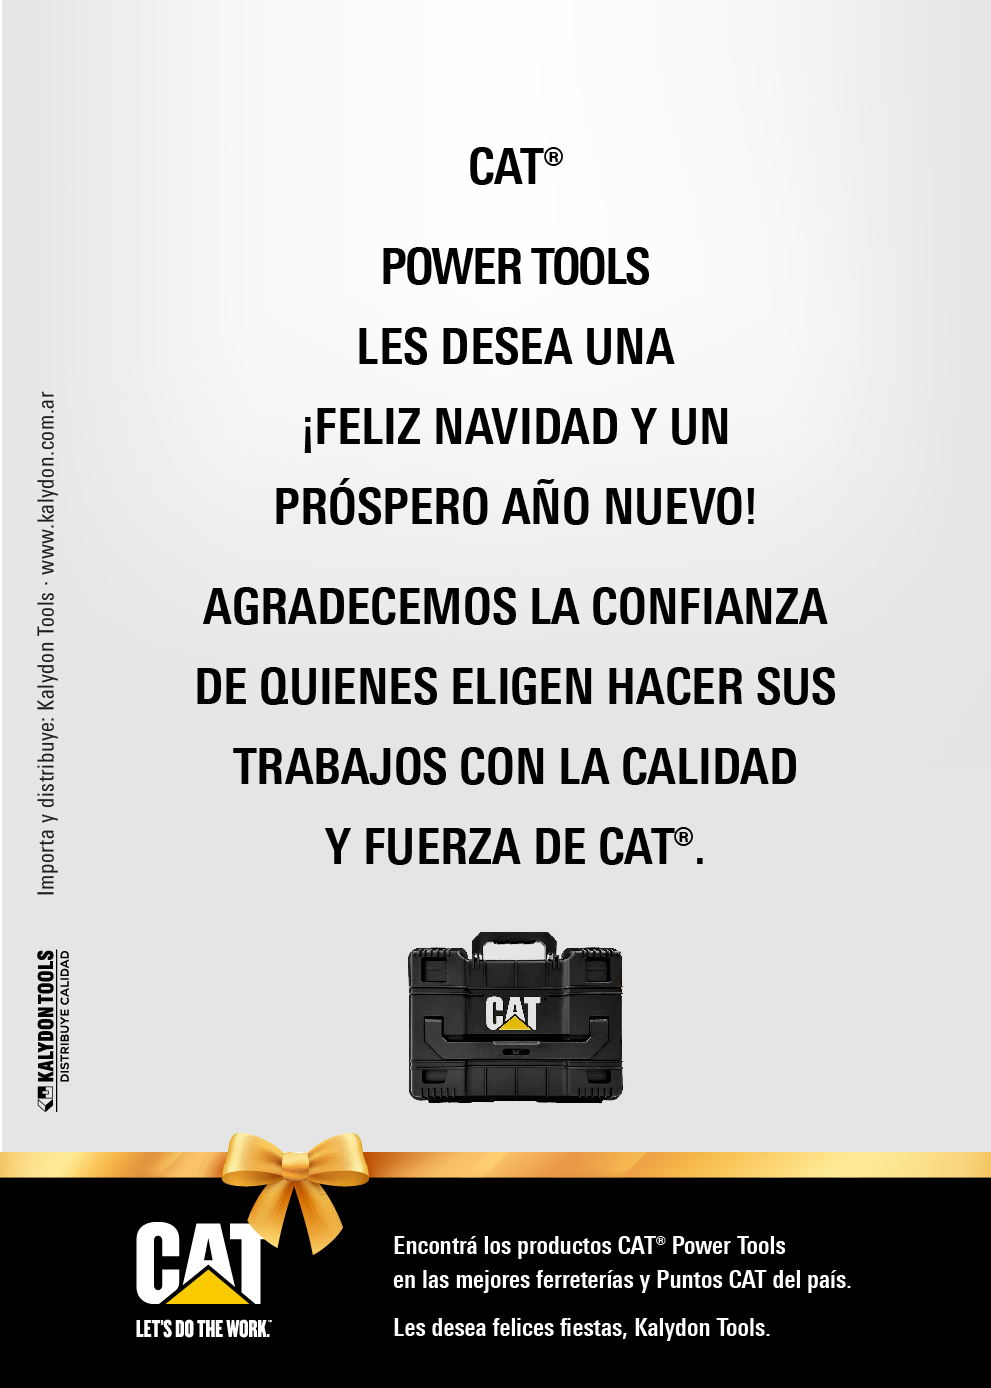 CAT®
POWER TOOLS
LES DESEA UNA
¡FELIZ NAVIDAD Y UN
PRÓSPERO AÑO NUEVO!
AGRADECEMOS LA CONFIANZA
DE QUIENES ELIGEN HACER SUS
TRABAJOS CON LA CALIDAD
Y FUERZA DE CAT®.
Importa y distribuye: Kalydon Tools · www.kalydon.com.ar
KALYDON TOOLS
DISTRIBUYE CALIDAD
CAT
CAT
LET'S DO THE WORK.™
Encontrá los productos CAT® Power Tools
en las mejores ferreterías y Puntos CAT del país.
Les desea felices fiestas, Kalydon Tools.